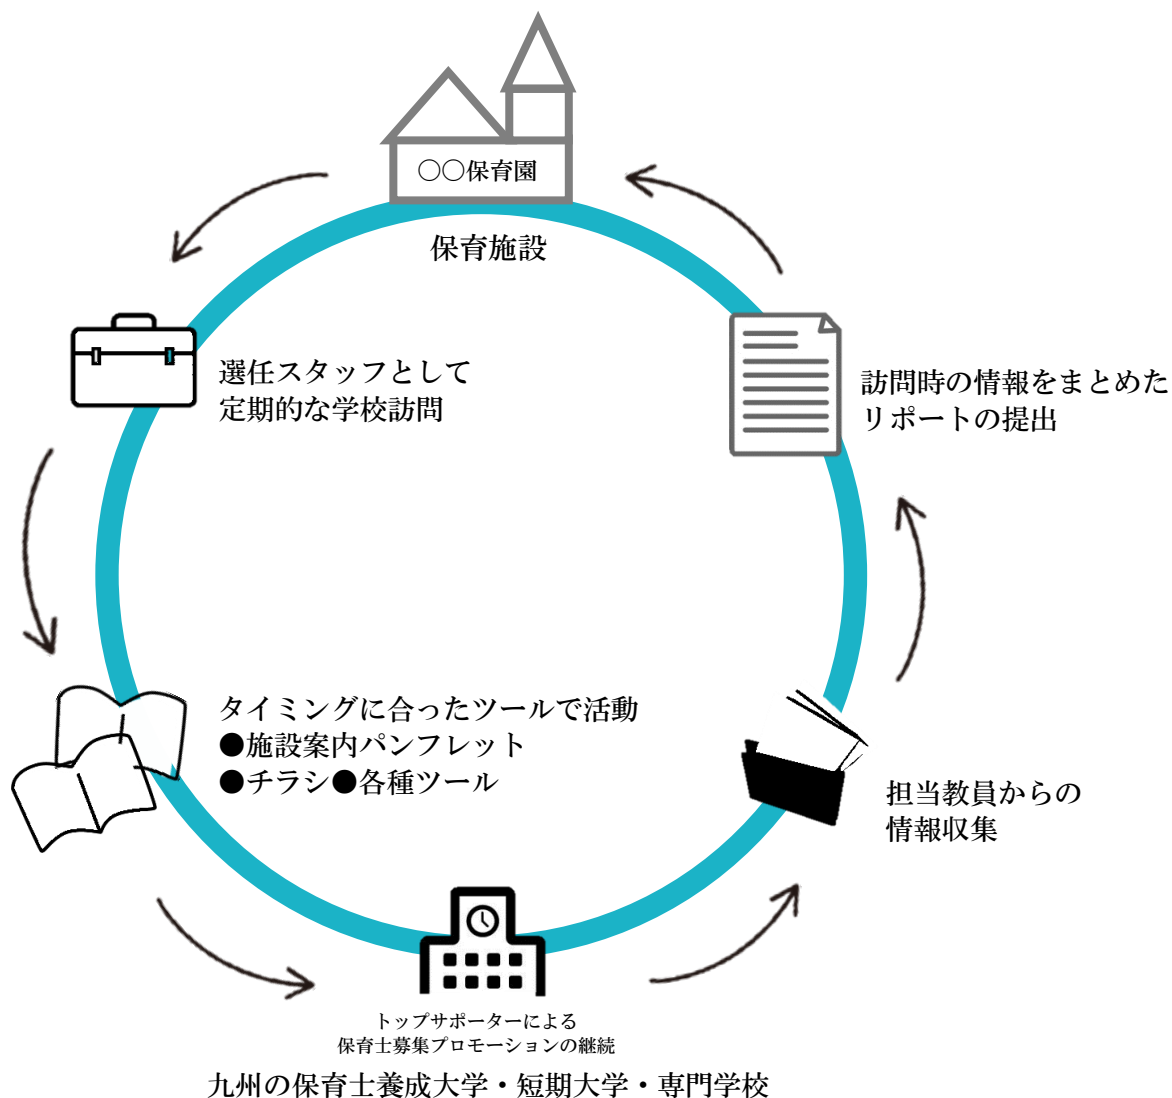 〇〇保育園
保育施設
選任スタッフとして
定期的な学校訪問
訪問時の情報をまとめた
リポートの提出
タイミングに合ったツールで活動
●施設案内パンフレット
●チラシ●各種ツール
担当教員からの
情報収集
トップサポーターによる
保育士募集プロモーションの継続
九州の保育士養成大学・短期大学・専門学校